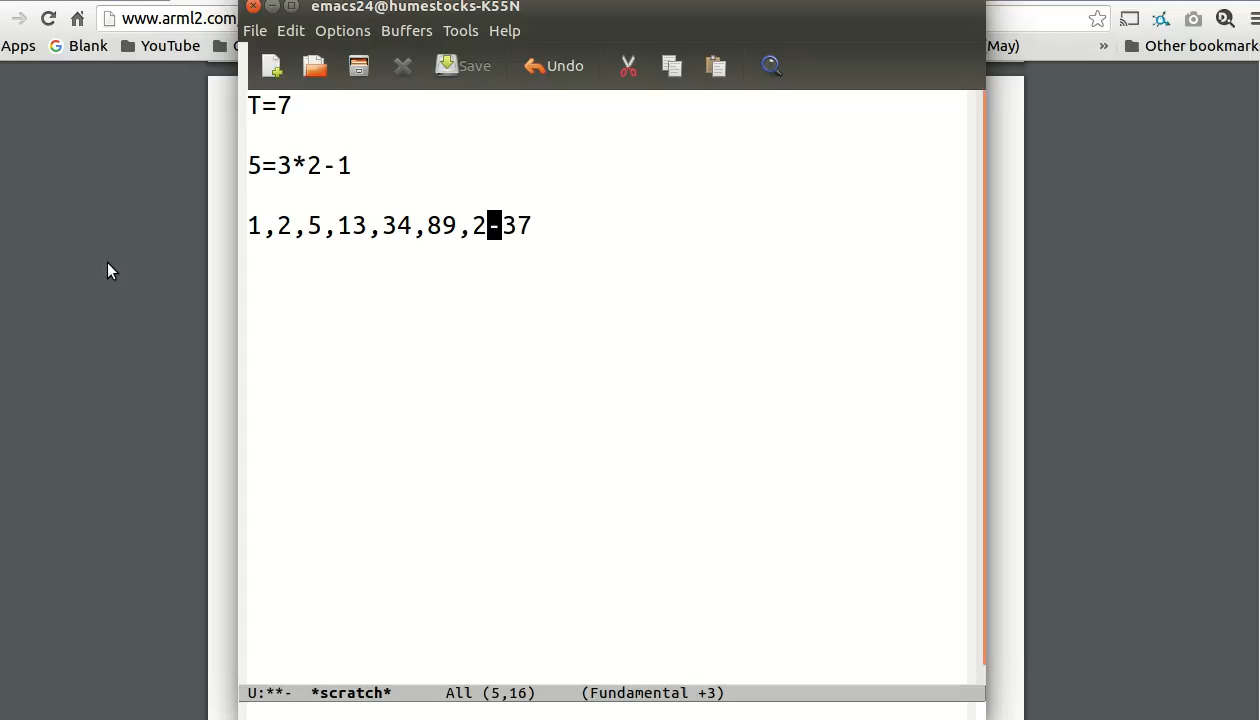 emacs24@humestocks-K55N
www.arml2.com
Apps Blank YouTube May) » Other bookmark
File Edit Options Buffers Tools Help
Save Undo
T=7
5=3*2-1
1,2,5,13,34,89,2-37
U:**- *scratch* All (5,16) (Fundamental +3)